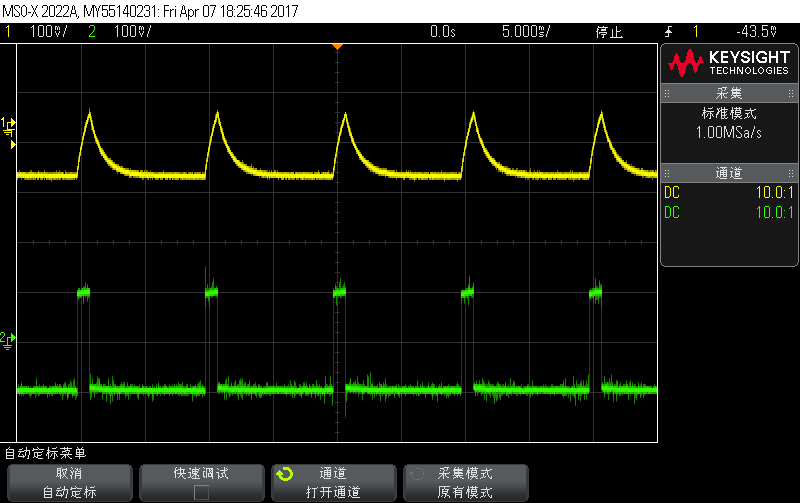 MSO-X 2022A, MY55140231: Fri Apr 07 18:25:46 2017
1 100mV/ 2 100mV/ 0.0s 5.000ms/ 停止 1 -43.5mV
KEYSIGHT
TECHNOLOGIES
采集
标准模式
1.00MSa/s
通道
DC 10.0:1
DC 10.0:1
1
2
自动定标菜单
取消
自动定标
快速调试
通道
打开通道
采集模式
原有模式